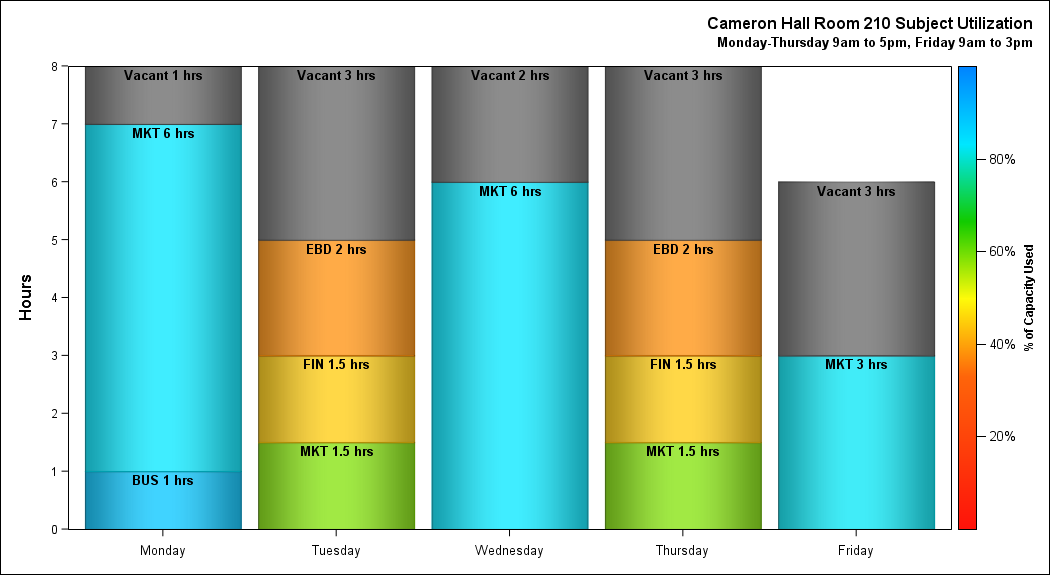 Cameron Hall Room 210 Subject Utilization
Monday-Thursday 9am to 5pm, Friday 9am to 3pm
Hours
8
7
6
5
4
3
2
1
0
Vacant 1 hrs
MKT 6 hrs
BUS 1 hrs
Vacant 3 hrs
EBD 2 hrs
FIN 1.5 hrs
MKT 1.5 hrs
Vacant 2 hrs
MKT 6 hrs
Vacant 3 hrs
EBD 2 hrs
FIN 1.5 hrs
MKT 1.5 hrs
Vacant 3 hrs
MKT 3 hrs
Monday
Tuesday
Wednesday
Thursday
Friday
80%
60%
40%
20%
% of Capacity Used